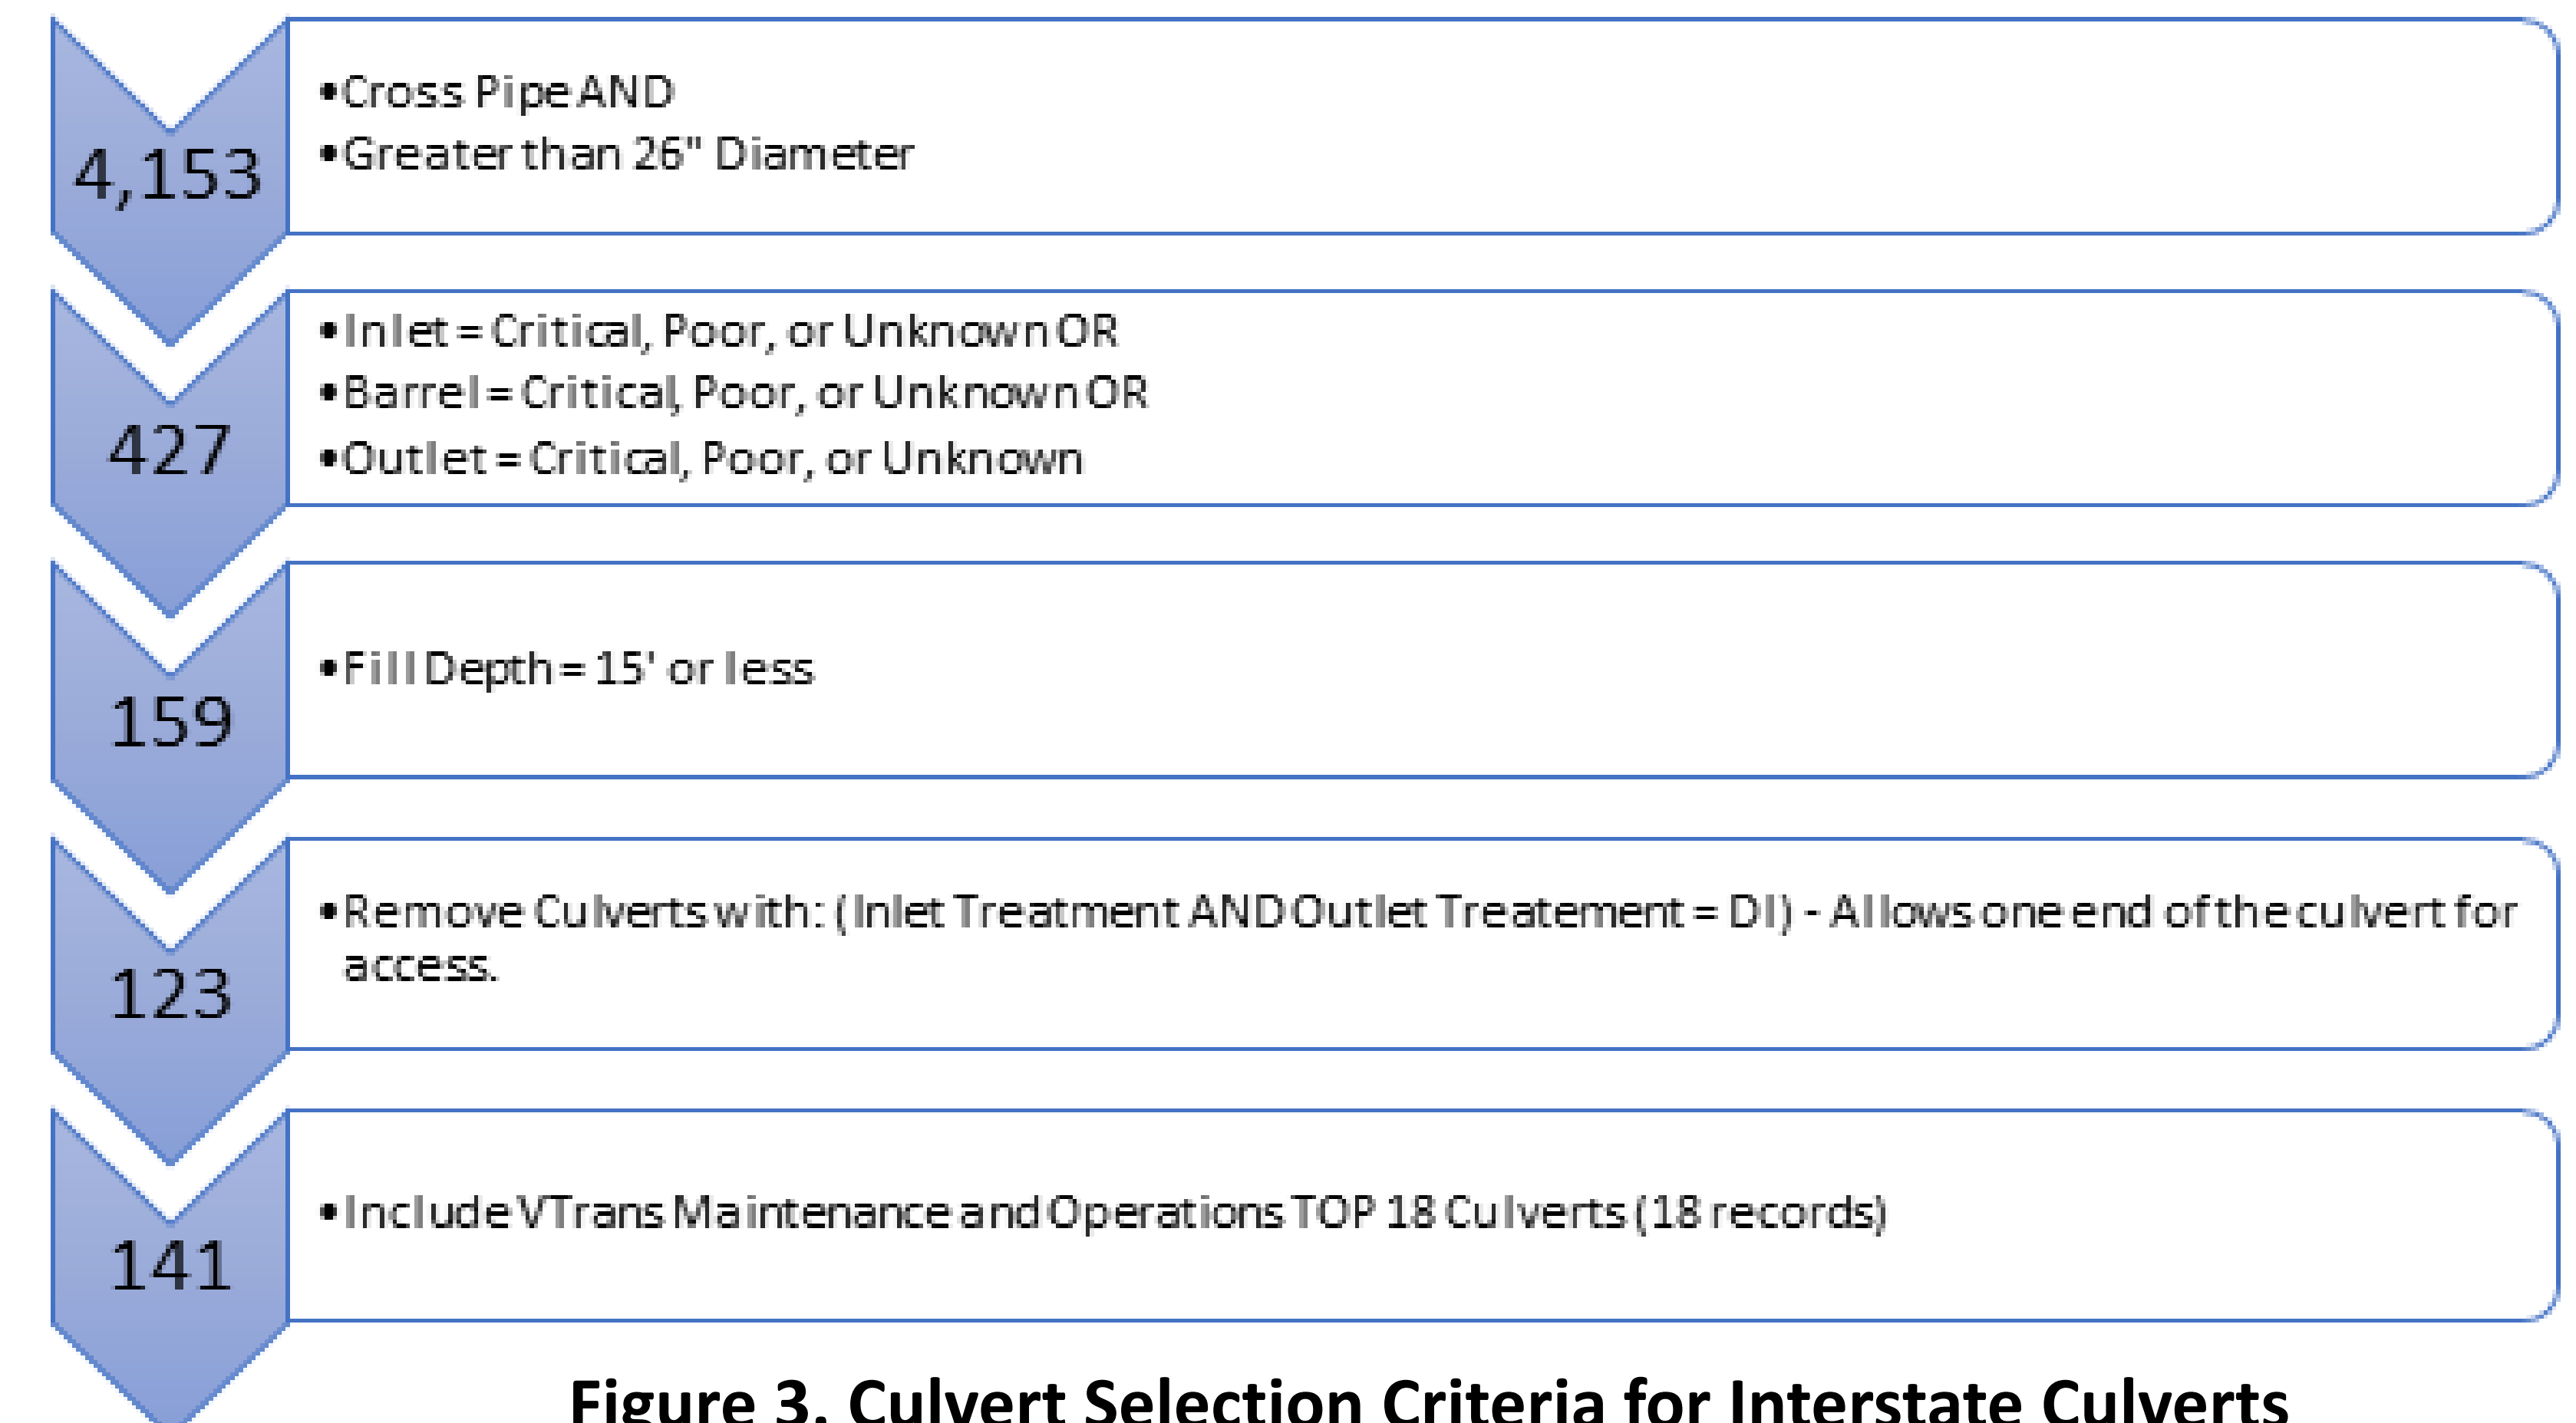 4,153
•Cross Pipe AND
•Greater than 26" Diameter
427
•Inlet = Critical, Poor, or Unknown OR
•Barrel = Critical, Poor, or Unknown OR
•Outlet = Critical, Poor, or Unknown
159
•Fill Depth = 15' or less
123
•Remove Culverts with: (Inlet Treatment AND Outlet Treatement = DI) - Allows one end of the culvert for
access.
141
•Include VTrans Maintenance and Operations TOP 18 Culverts (18 records)
Figure 3. Culvert Selection Criteria for Interstate Culverts